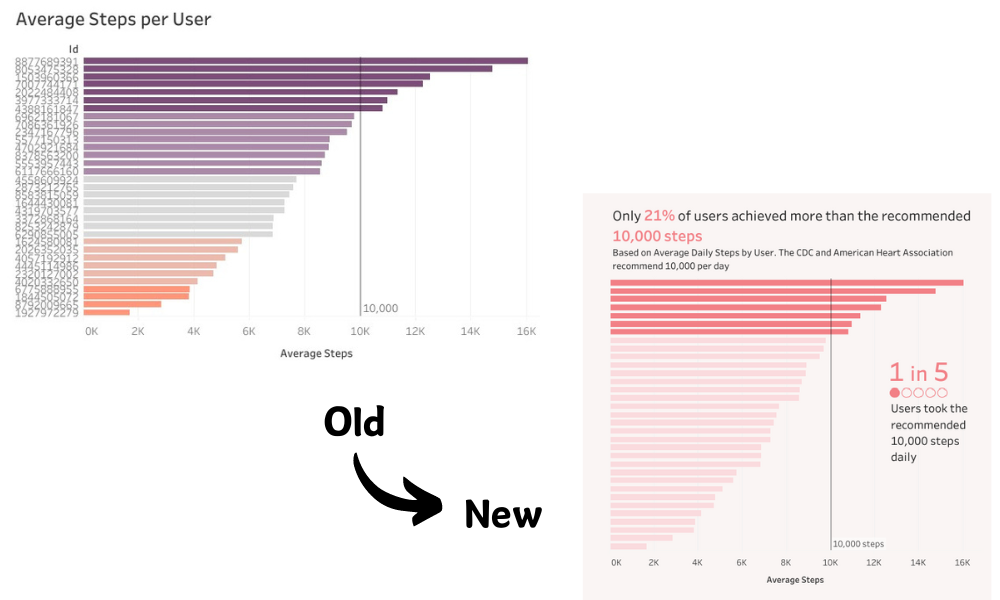 Average Steps per User
Id
8877689391
8053475328
1503960366
7007744171
2022484408
3977333714
4388161847
6962181067
7086361926
2347167796
5577150313
4702921684
8378563200
5553957443
6117666160
4558609924
2873212765
8583815059
1644430081
4319703577
3372868164
8253242879
6290855005
1624580081
2026352035
4057192912
4445114986
2320127002
4020332650
6775888955
1844505072
8792009665
1927972279
10,000
0K 2K 4K 6K 8K 10K 12K 14K 16K
Average Steps
Old
New
Only 21% of users achieved more than the recommended
10,000 steps
Based on Average Daily Steps by User. The CDC and American Heart Association
recommend 10,000 per day
1 in 5
Users took the
recommended
10,000 steps
daily
10,000 steps
0K 2K 4K 6K 8K 10K 12K 14K 16K
Average Steps